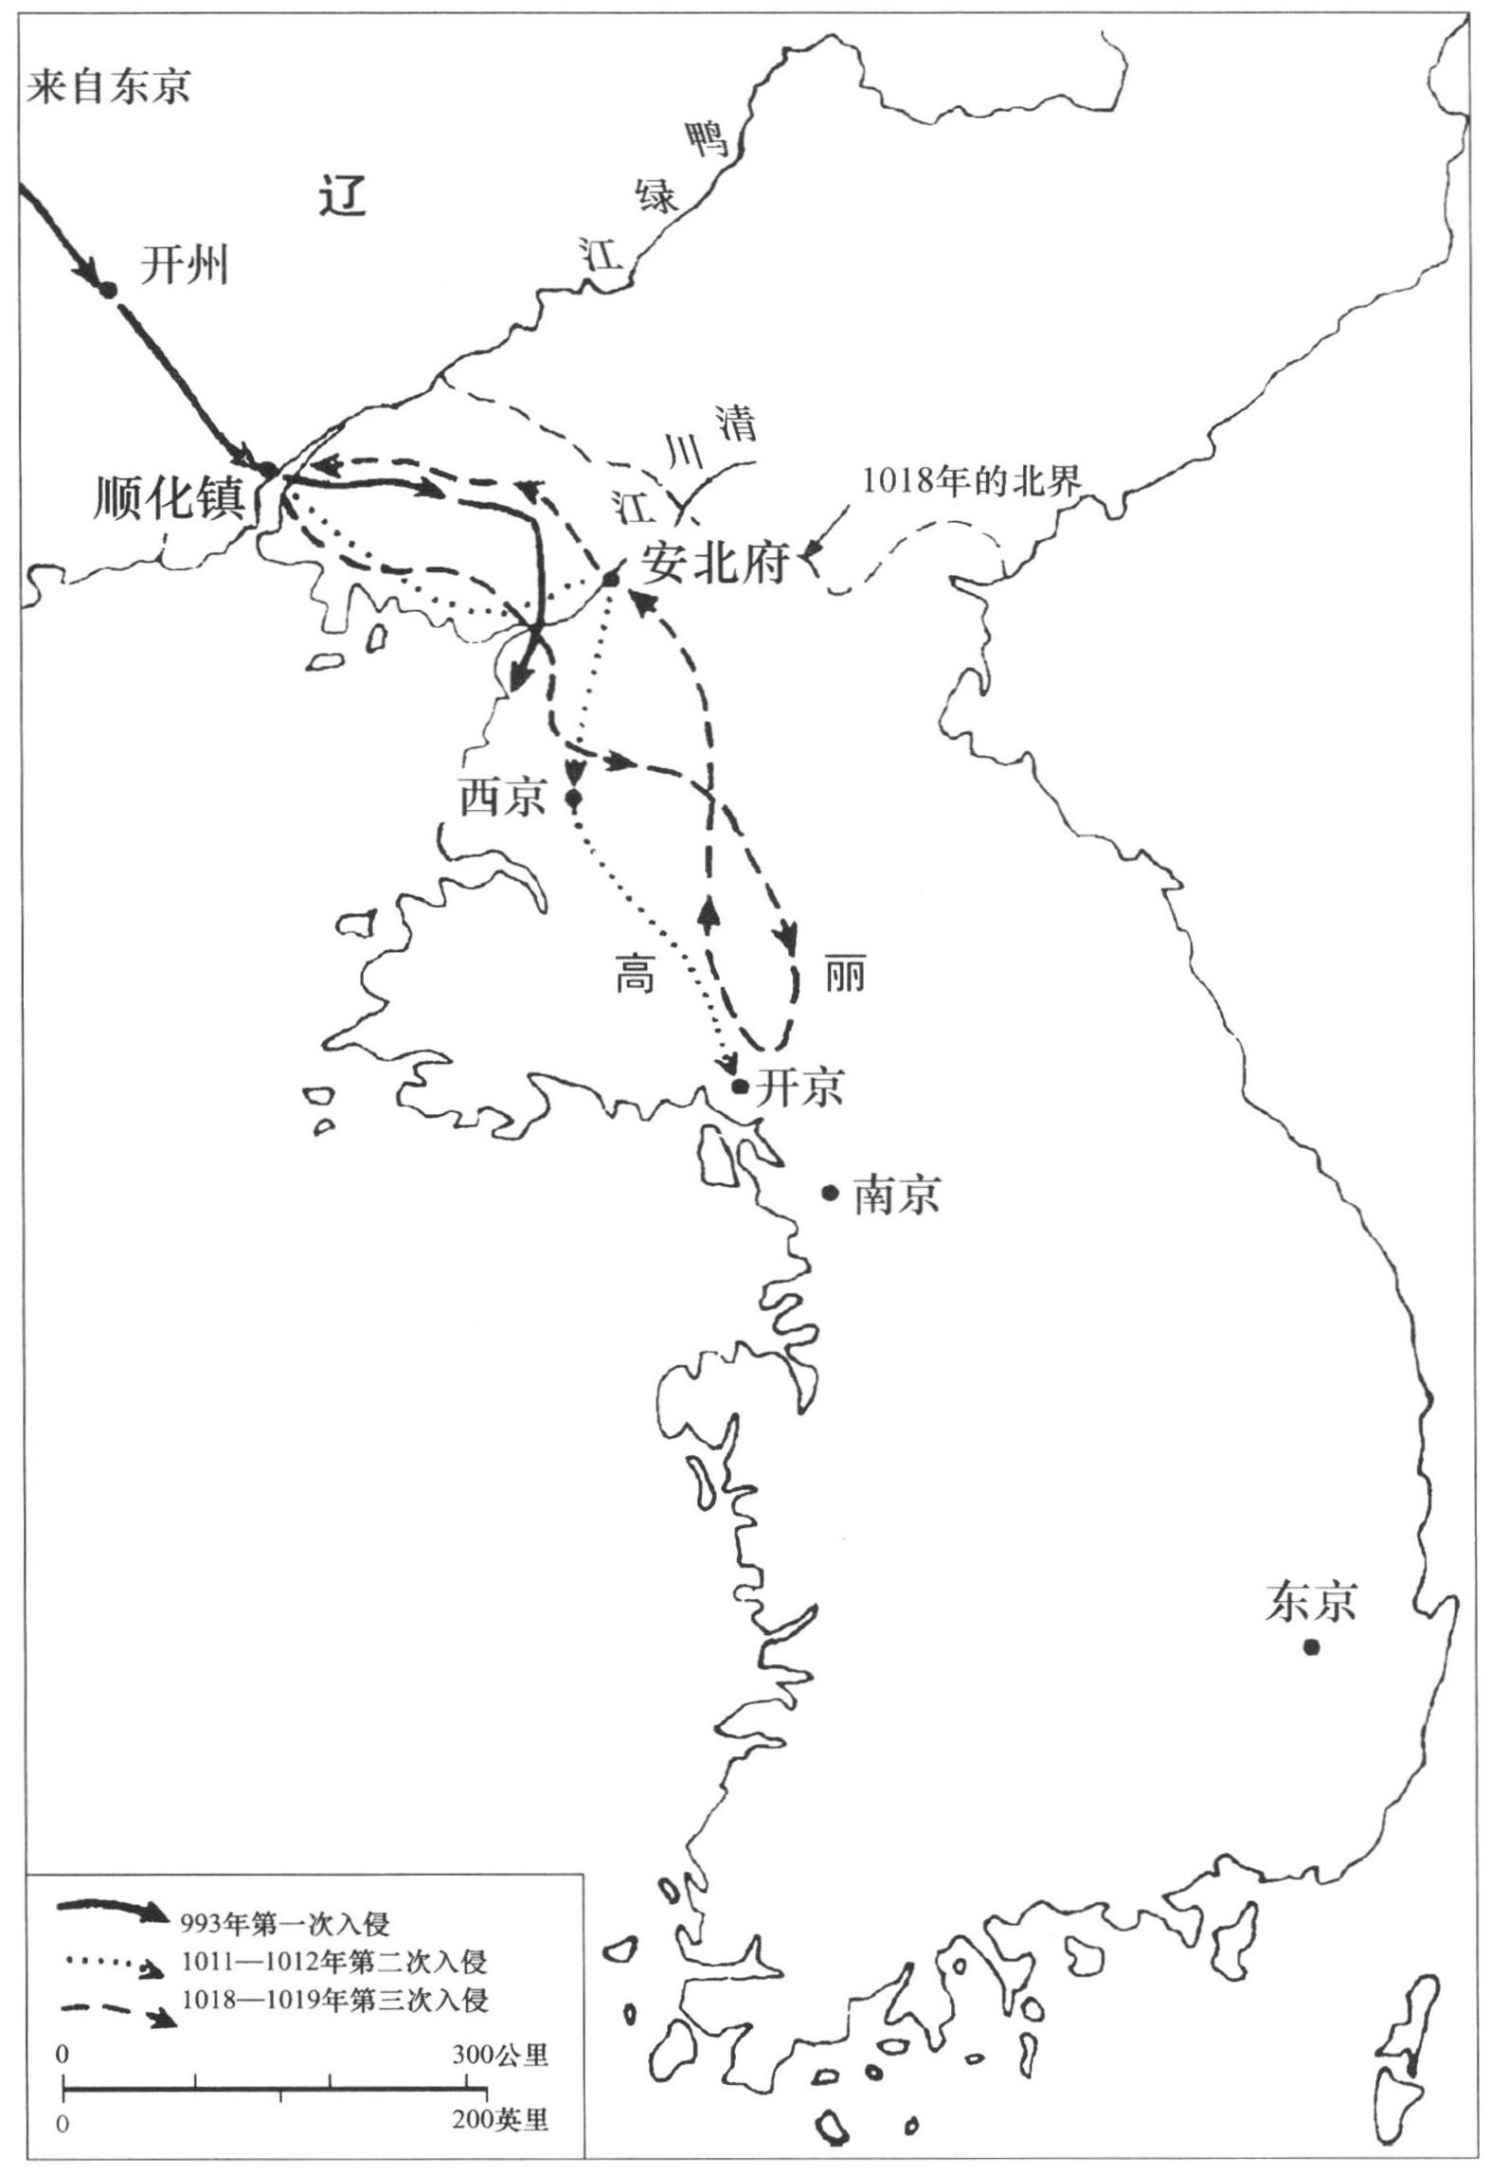 来自东京
辽
鸭
绿
江
开州
清
川
江
1018年的北界
顺化镇
安北府
西京
高
丽
开京
南京
东京
993年第一次入侵
1011—1012年第二次入侵
1018—1019年第三次入侵
0
300公里
0
200英里